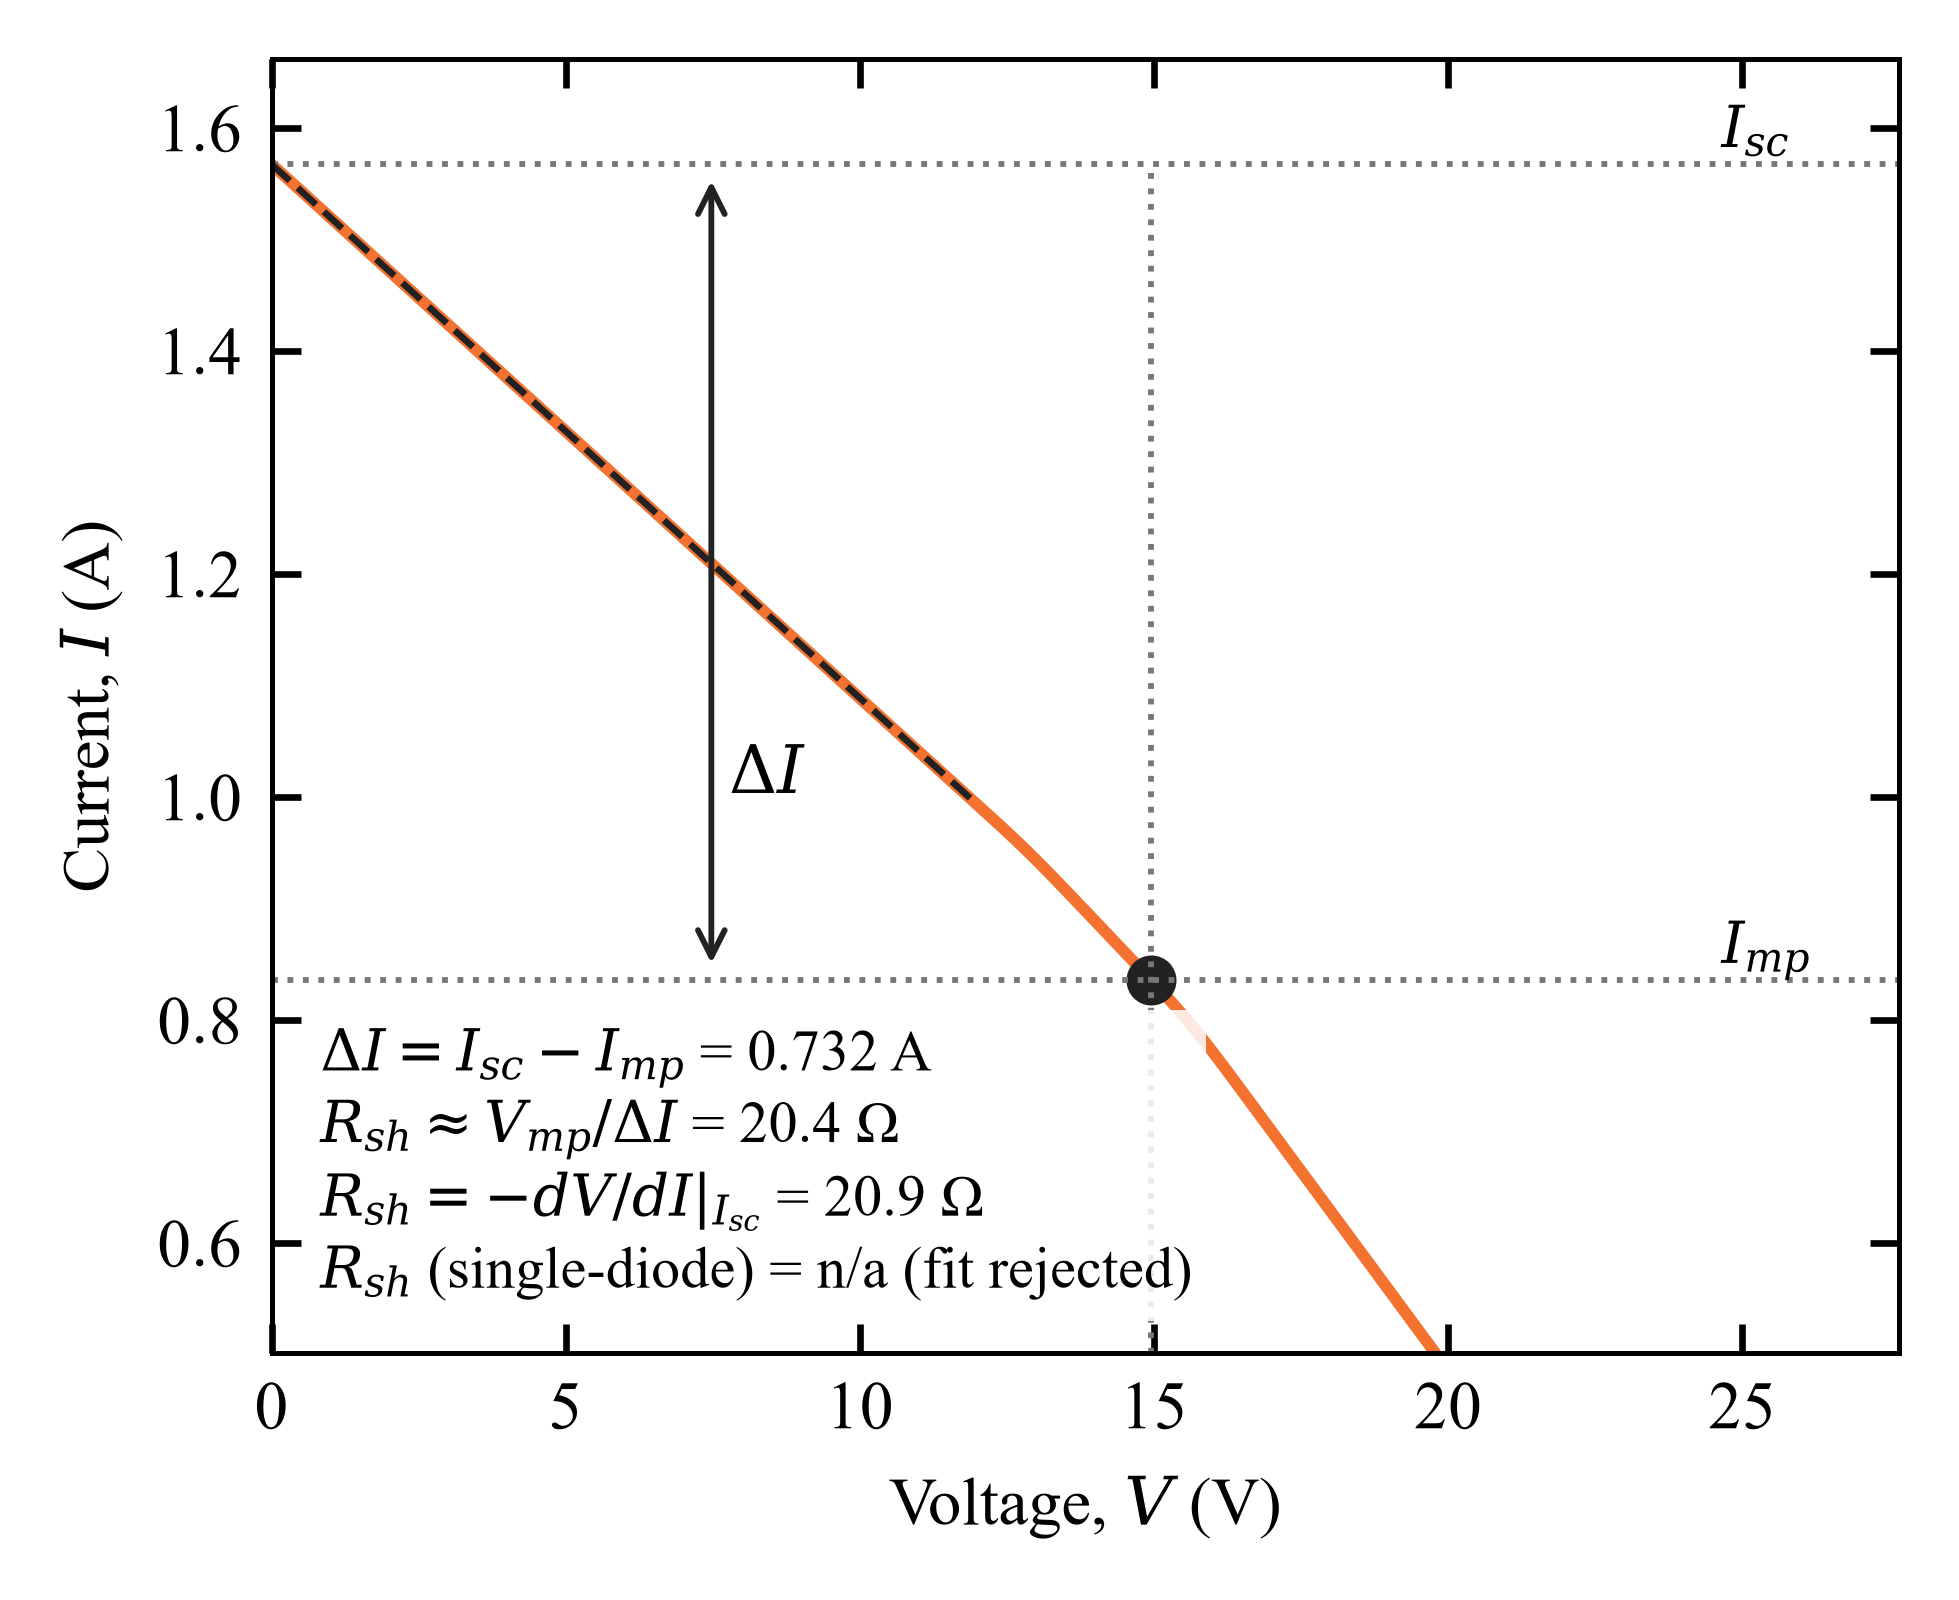 1.6
I_sc
1.4
1.2
1.0
ΔI
I_mp
0.8
0.6
ΔI = I_sc − I_mp = 0.732 A
R_sh ≈ V_mp/ΔI = 20.4 Ω
R_sh = −dV/dI|_I_sc = 20.9 Ω
R_sh (single-diode) = n/a (fit rejected)
0 5 10 15 20 25
Voltage, V (V)
Current, I (A)